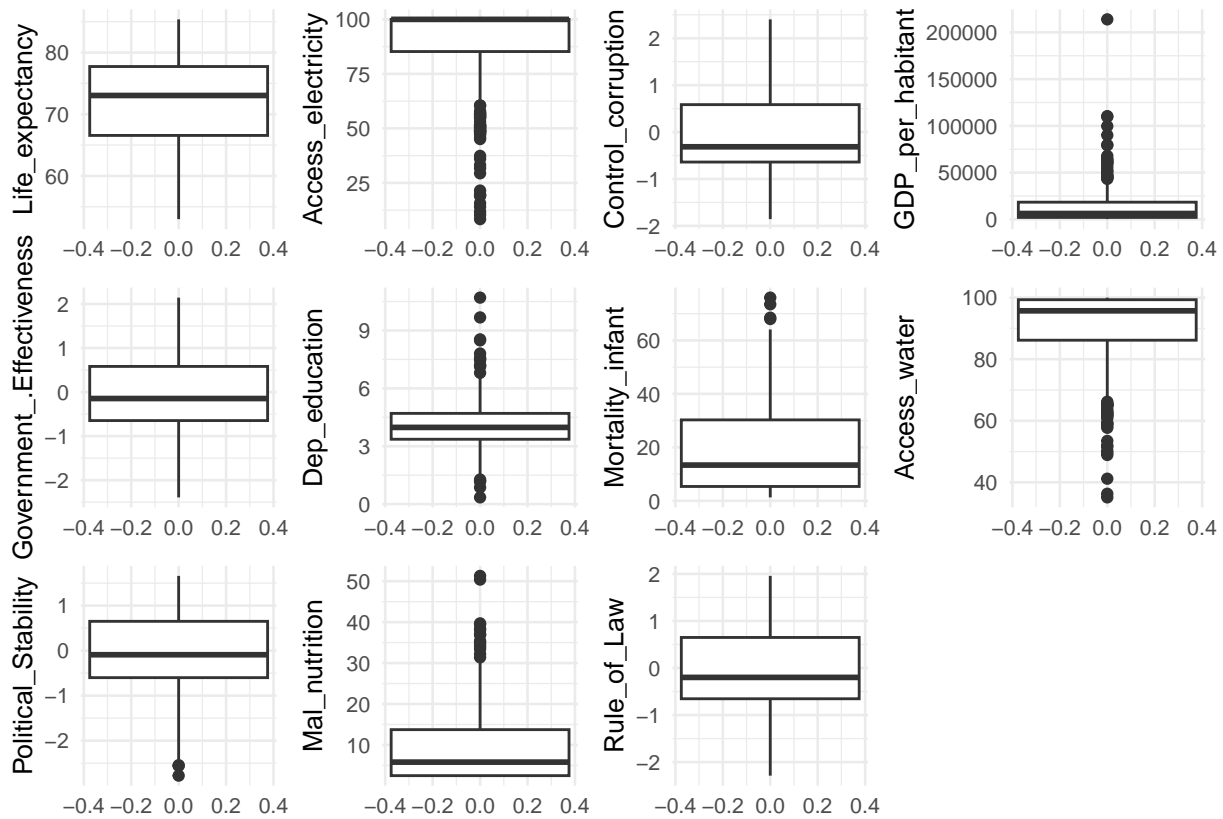 Life_expectancy
80
70
60
−0.4 −0.2 0.0 0.2 0.4
Access_electricity
100
75
50
25
−0.4 −0.2 0.0 0.2 0.4
Control_corruption
2
1
0
−1
−2
−0.4 −0.2 0.0 0.2 0.4
GDP_per_habitant
200000
150000
100000
50000
0
−0.4 −0.2 0.0 0.2 0.4
Government_.Effectiveness
2
1
0
−1
−2
−0.4 −0.2 0.0 0.2 0.4
Dep_education
9
6
3
0
−0.4 −0.2 0.0 0.2 0.4
Mortality_infant
60
40
20
0
−0.4 −0.2 0.0 0.2 0.4
Access_water
100
80
60
40
−0.4 −0.2 0.0 0.2 0.4
Political_Stability
1
0
−1
−2
−0.4 −0.2 0.0 0.2 0.4
Mal_nutrition
50
40
30
20
10
−0.4 −0.2 0.0 0.2 0.4
Rule_of_Law
2
1
0
−1
−2
−0.4 −0.2 0.0 0.2 0.4